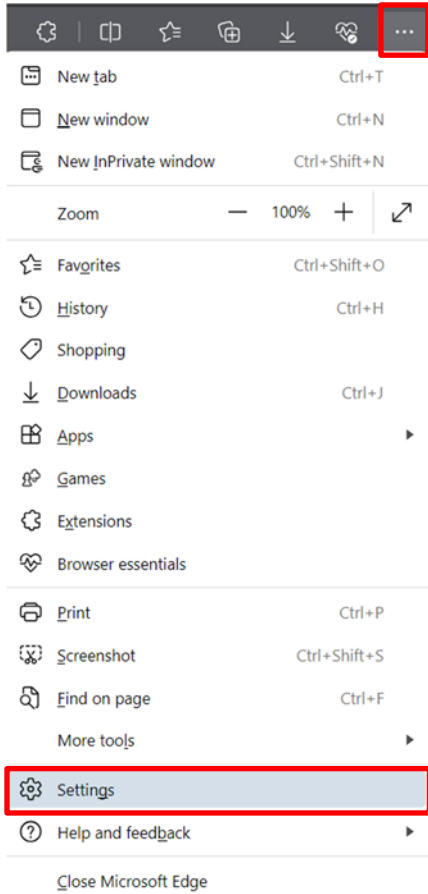 New tab Ctrl+T
New window Ctrl+N
New InPrivate window Ctrl+Shift+N
Zoom — 100% +
Favorites Ctrl+Shift+O
History Ctrl+H
Shopping
Downloads Ctrl+J
Apps
Games
Extensions
Browser essentials
Print Ctrl+P
Screenshot Ctrl+Shift+S
Find on page Ctrl+F
More tools
Settings
Help and feedback
Close Microsoft Edge